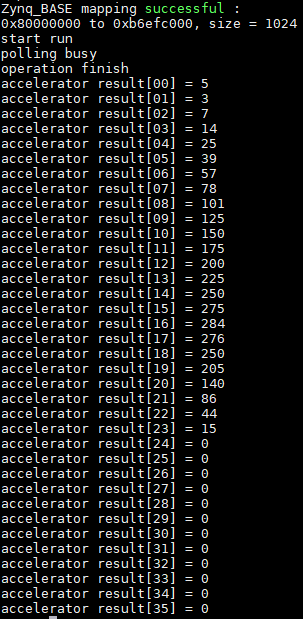 Zynq_BASE mapping successful :
0x80000000 to 0xb6efc000, size = 1024
start run
polling busy
operation finish
accelerator result[00] = 5
accelerator result[01] = 3
accelerator result[02] = 7
accelerator result[03] = 14
accelerator result[04] = 25
accelerator result[05] = 39
accelerator result[06] = 57
accelerator result[07] = 78
accelerator result[08] = 101
accelerator result[09] = 125
accelerator result[10] = 150
accelerator result[11] = 175
accelerator result[12] = 200
accelerator result[13] = 225
accelerator result[14] = 250
accelerator result[15] = 275
accelerator result[16] = 284
accelerator result[17] = 276
accelerator result[18] = 250
accelerator result[19] = 205
accelerator result[20] = 140
accelerator result[21] = 86
accelerator result[22] = 44
accelerator result[23] = 15
accelerator result[24] = 0
accelerator result[25] = 0
accelerator result[26] = 0
accelerator result[27] = 0
accelerator result[28] = 0
accelerator result[29] = 0
accelerator result[30] = 0
accelerator result[31] = 0
accelerator result[32] = 0
accelerator result[33] = 0
accelerator result[34] = 0
accelerator result[35] = 0